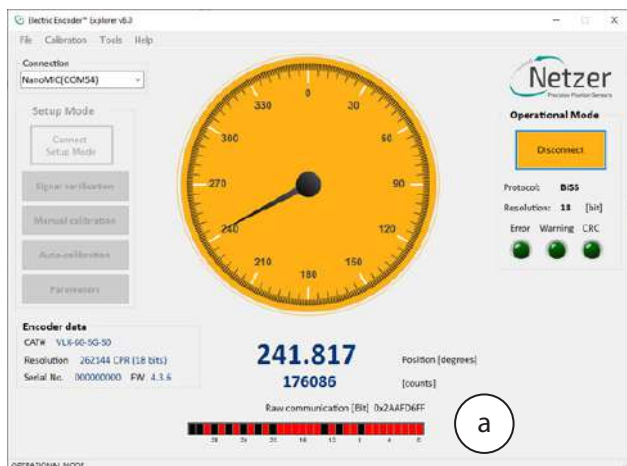 Electric Encoder™ Explorer v6.3
File Calibration Tools Help
Connection
NanoMIC(COM54)
Netzer
Precision Position Sensors
Setup Mode
Connect
Setup Mode
Signal verification
Manual calibration
Auto-calibration
Parameters
Operational Mode
Disconnect
Protocol: BiSS
Resolution: 18 [bit]
Error Warning CRC
0
30
60
90
120
150
180
210
240
270
300
330
Encoder data
CAT# VLX-60-SG-S0
Resolution 262144 CPR (18 bits)
Serial No. 000000000 FW 4.3.6
241.817 Position [degrees]
176086 [counts]
Raw communication [Bit] 0x2AAFD6FF
a
OPERATIONAL MODE